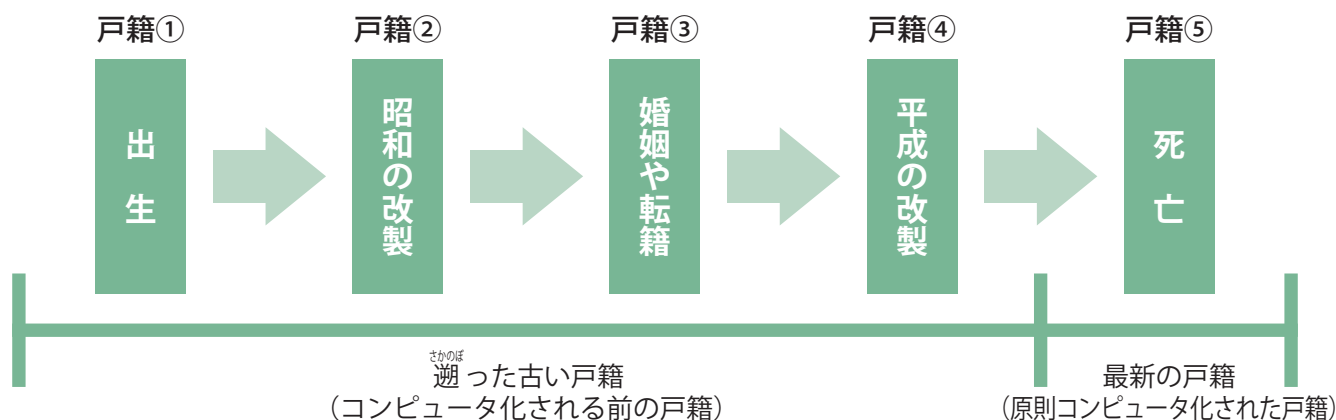 戸籍①
戸籍②
戸籍③
戸籍④
戸籍⑤
出生
昭和の改製
婚姻や転籍
平成の改製
死亡
さかのぼ
遡った古い戸籍
（コンピュータ化される前の戸籍）
最新の戸籍
（原則コンピュータ化された戸籍）